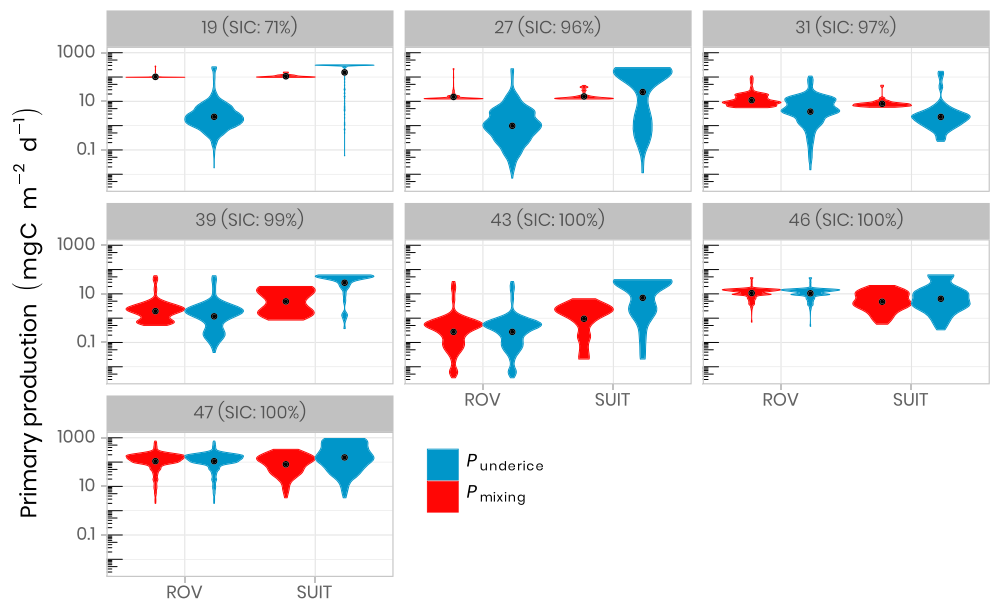 19 (SIC: 71%)
27 (SIC: 96%)
31 (SIC: 97%)
1000
10
0.1
39 (SIC: 99%)
43 (SIC: 100%)
46 (SIC: 100%)
1000
10
0.1
ROV SUIT
ROV SUIT
47 (SIC: 100%)
1000
10
0.1
ROV SUIT
Primary production (mgC m⁻² d⁻¹)
P underice
P mixing